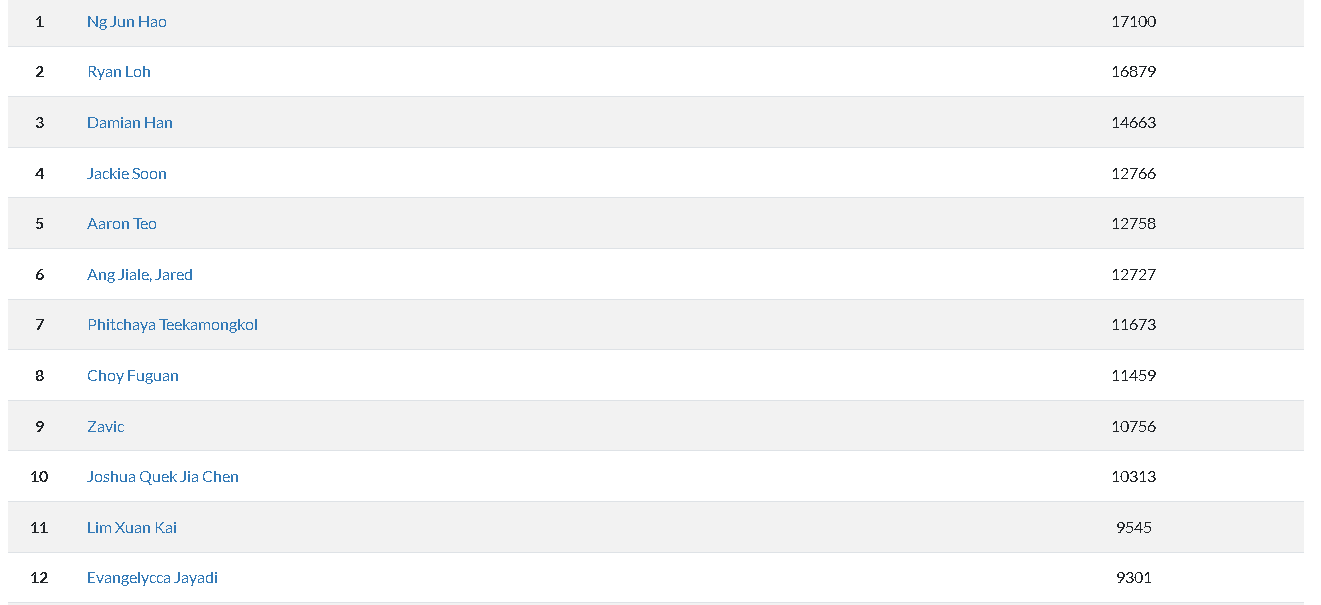 1 Ng Jun Hao 17100
2 Ryan Loh 16879
3 Damian Han 14663
4 Jackie Soon 12766
5 Aaron Teo 12758
6 Ang Jiale, Jared 12727
7 Phitchaya Teekamongkol 11673
8 Choy Fuguan 11459
9 Zavic 10756
10 Joshua Quek Jia Chen 10313
11 Lim Xuan Kai 9545
12 Evangelycca Jayadi 9301